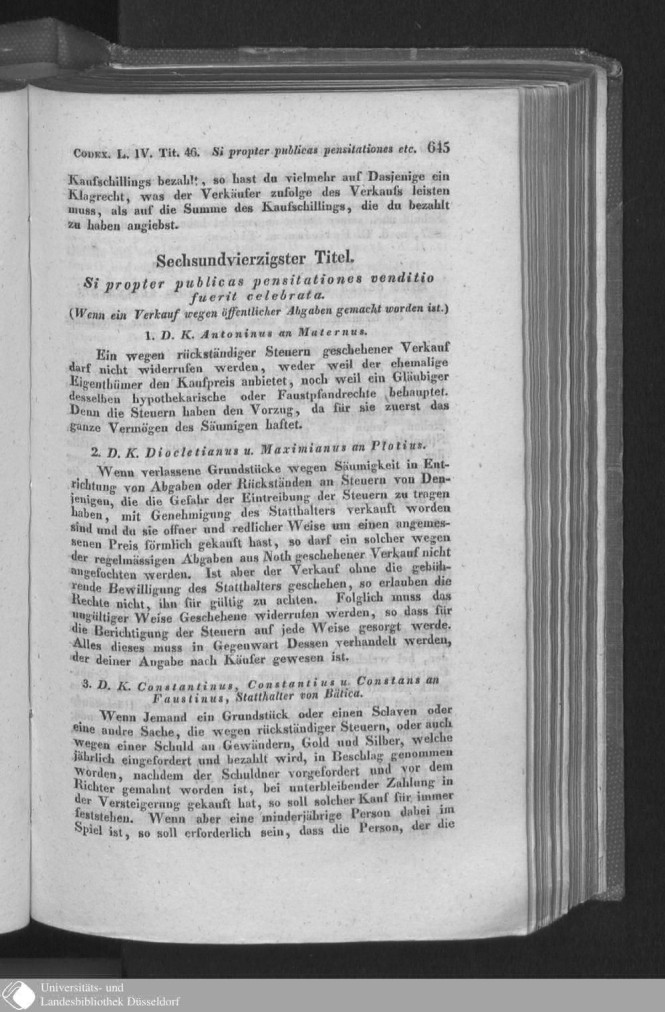 CODEX. L. IV. Tit. 46. Si propter publicas pensitationes etc. 645
Kaufschillings bezahlt, so hast du vielmehr auf Dasjenige ein
Klagrecht, was der Verkäufer zufolge des Verkaufs leisten
muss, als auf die Summe des Kaufschillings, die du bezahlt
zu haben angiebst.
Sechsundvierzigster Titel.
Si propter publicas pensitationes venditio
fuerit celebrata.
(Wenn ein Verkauf wegen öffentlicher Abgaben gemacht worden ist.)
1. D. K. Antoninus an Maternus.
Ein wegen rückständiger Steuern geschehener Verkauf
darf nicht widerrufen werden, weder weil der ehemalige
Eigenthümer den Kaufpreis anbietet, noch weil ein Gläubiger
desselben hypothekarische oder Faustpfandrechte behauptet.
Denn die Steuern haben den Vorzug, da für sie zuerst das
ganze Vermögen des Säumigen haftet.
2. D. K. Diocletianus u. Maximianus an Plotius.
Wenn verlassene Grundstücke wegen Säumigkeit in Ent-
richtung von Abgaben oder Rückständen an Steuern von Den-
jenigen, die die Gefahr der Eintreibung der Steuern zu tragen
haben, mit Genehmigung des Statthalters verkauft worden
sind und du sie offner und redlicher Weise um einen angemes-
senen Preis förmlich gekauft hast, so darf ein solcher wegen
der regelmässigen Abgaben aus Noth geschehener Verkauf nicht
angefochten werden. Ist aber der Verkauf ohne die gebüh-
rende Bewilligung des Statthalters geschehen, so erlauben die
Rechte nicht, ihn für gültig zu achten. Folglich muss das
ungültiger Weise Geschehene widerrufen werden, so dass für
die Berichtigung der Steuern auf jede Weise gesorgt werde.
Alles dieses muss in Gegenwart Dessen verhandelt werden,
der deiner Angabe nach Käufer gewesen ist.
3. D. K. Constantinus, Constantius u. Constans an
Faustinus, Statthalter von Bätica.
Wenn Jemand ein Grundstück oder einen Sclaven oder
eine andre Sache, die wegen rückständiger Steuern, oder auch
wegen einer Schuld an Gewändern, Gold und Silber, welche
jährlich eingefordert und bezahlt wird, in Beschlag genommen
worden, nachdem der Schuldner vorgefordert und vor dem
Richter gemahnt worden ist, bei unterbleibender Zahlung in
der Versteigerung gekauft hat, so soll solcher Kauf für immer
feststehen. Wenn aber eine minderjährige Person dabei im
Spiel ist, so soll erforderlich sein, dass die Person, der die
Universitäts- und
Landesbibliothek Düsseldorf